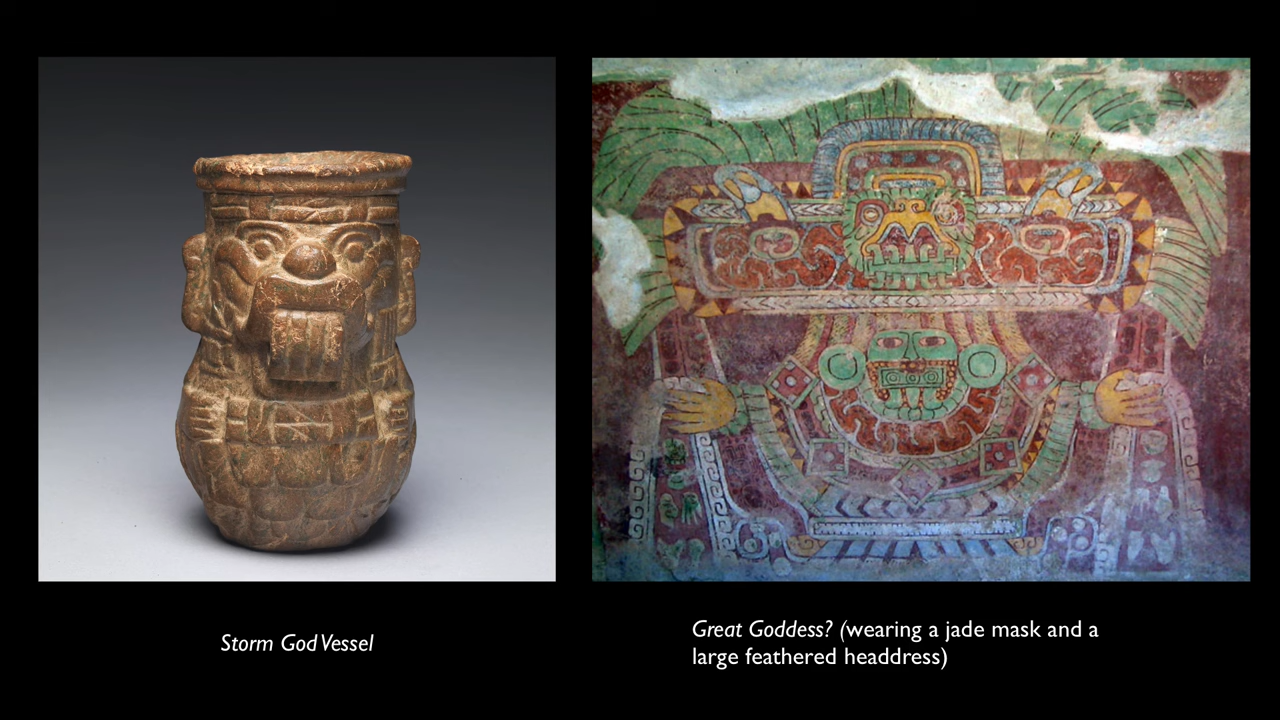 Storm God Vessel
Great Goddess? (wearing a jade mask and a
large feathered headdress)